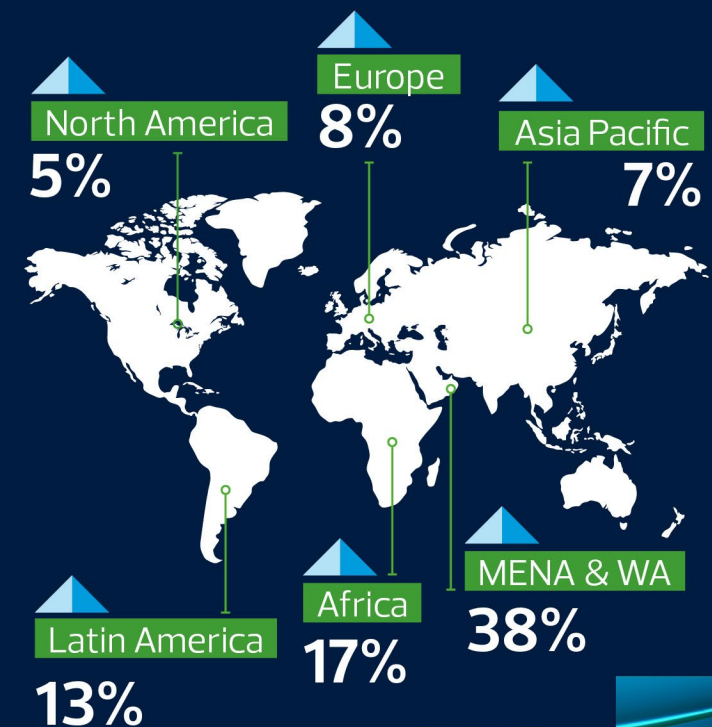 North America
5%
Europe
8%
Asia Pacific
7%
Latin America
13%
Africa
17%
MENA & WA
38%